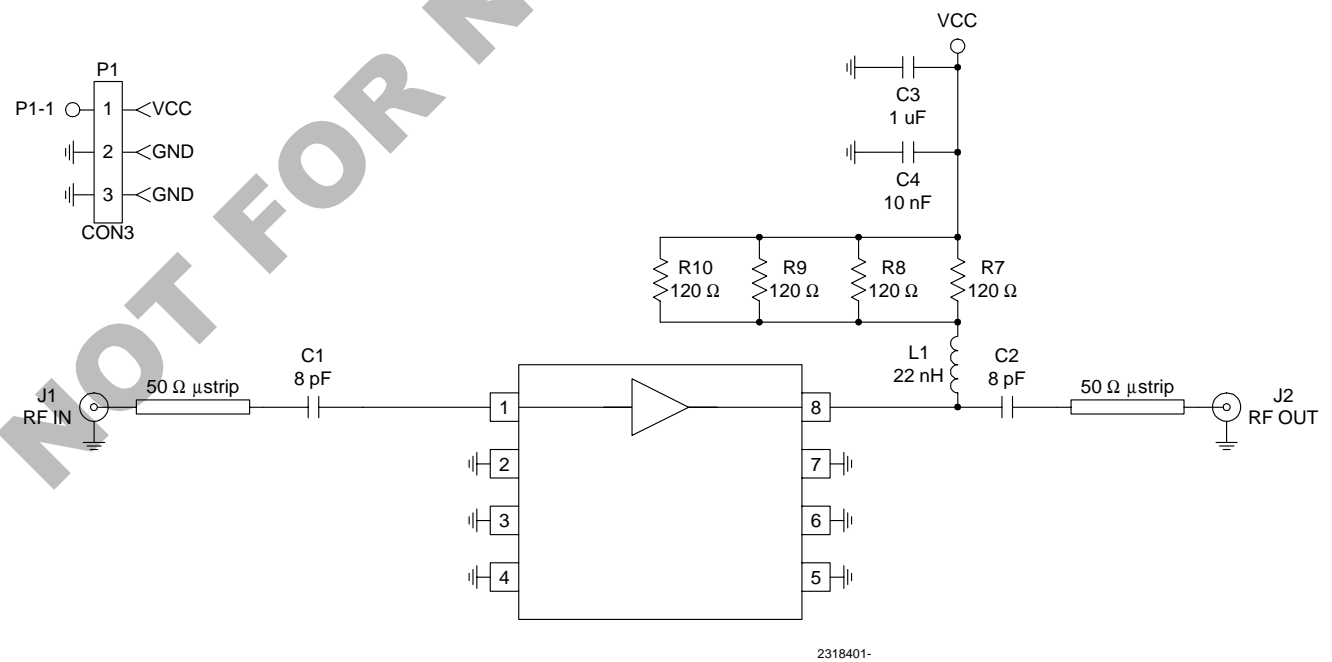 NOT FOR N
P1
P1-1
1
VCC
2
GND
3
GND
CON3
VCC
C3
1 uF
C4
10 nF
R10
120 Ω
R9
120 Ω
R8
120 Ω
R7
120 Ω
L1
22 nH
C1
8 pF
C2
8 pF
J1
RF IN
50 Ω μstrip
50 Ω μstrip
J2
RF OUT
1
8
2
7
3
6
4
5
2318401-